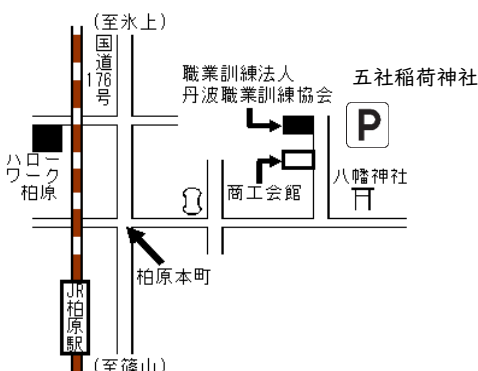 (至氷上)
国道176号
職業訓練法人
丹波職業訓練協会
五社稲荷神社
P
ハロー
ワーク
柏原
商工会館
八幡神社
柏原本町
JR柏原駅
(至篠山)